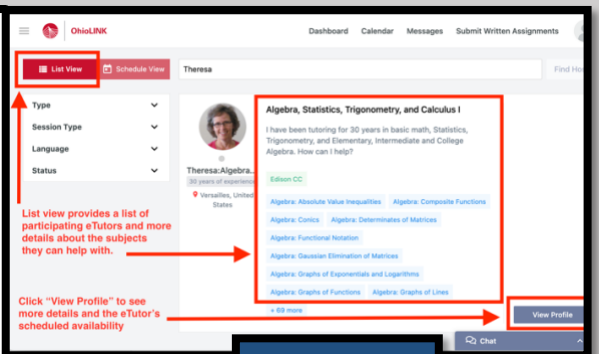 OhioLINK
Dashboard Calendar Messages Submit Written Assignments
List View Schedule View Theresa
Type
Session Type
Language
Status
Theresa:Algebra...
30 years of experience
Versailles, United
States
Algebra, Statistics, Trigonometry, and Calculus I
I have been tutoring for 30 years in basic math, Statistics,
Trigonometry, and Elementary, Intermediate and College
Algebra. How can I help?
Edison CC
Algebra: Absolute Value Inequalities Algebra: Composite Functions
Algebra: Conics Algebra: Determinates of Matrices
Algebra: Functional Notation
Algebra: Gaussian Elimination of Matrices
Algebra: Graphs of Exponentials and Logarithms
Algebra: Graphs of Functions Algebra: Graphs of Lines
+ 69 more
List view provides a list of
participating eTutors and more
details about the subjects
they can help with.
Click “View Profile” to see
more details and the eTutor's
scheduled availability
View Profile
Chat